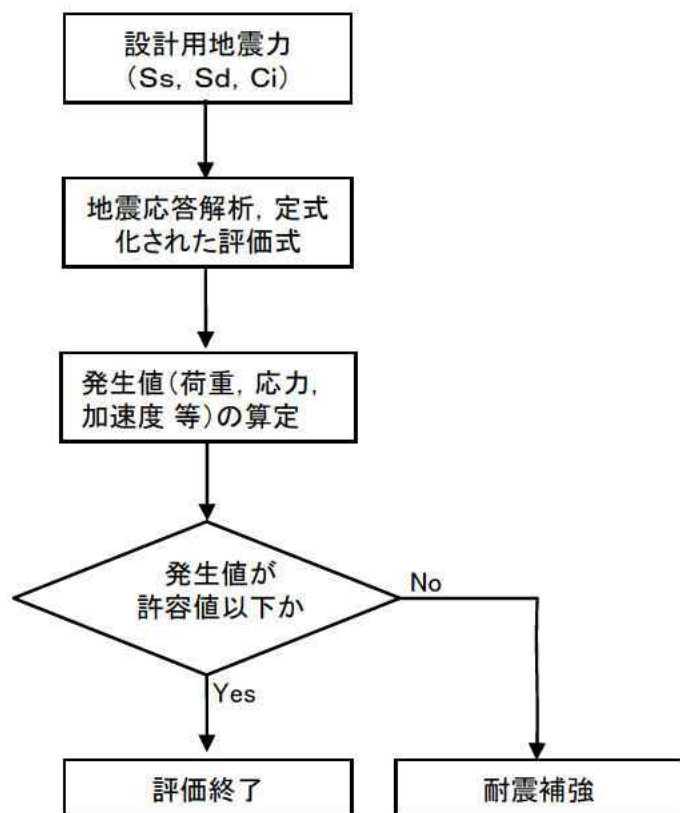 設計用地震力
（Ss，Sd，Ci）
地震応答解析，定式
化された評価式
発生値（荷重，応力，
加速度 等）の算定
発生値が
許容値以下か
No
Yes
評価終了
耐震補強